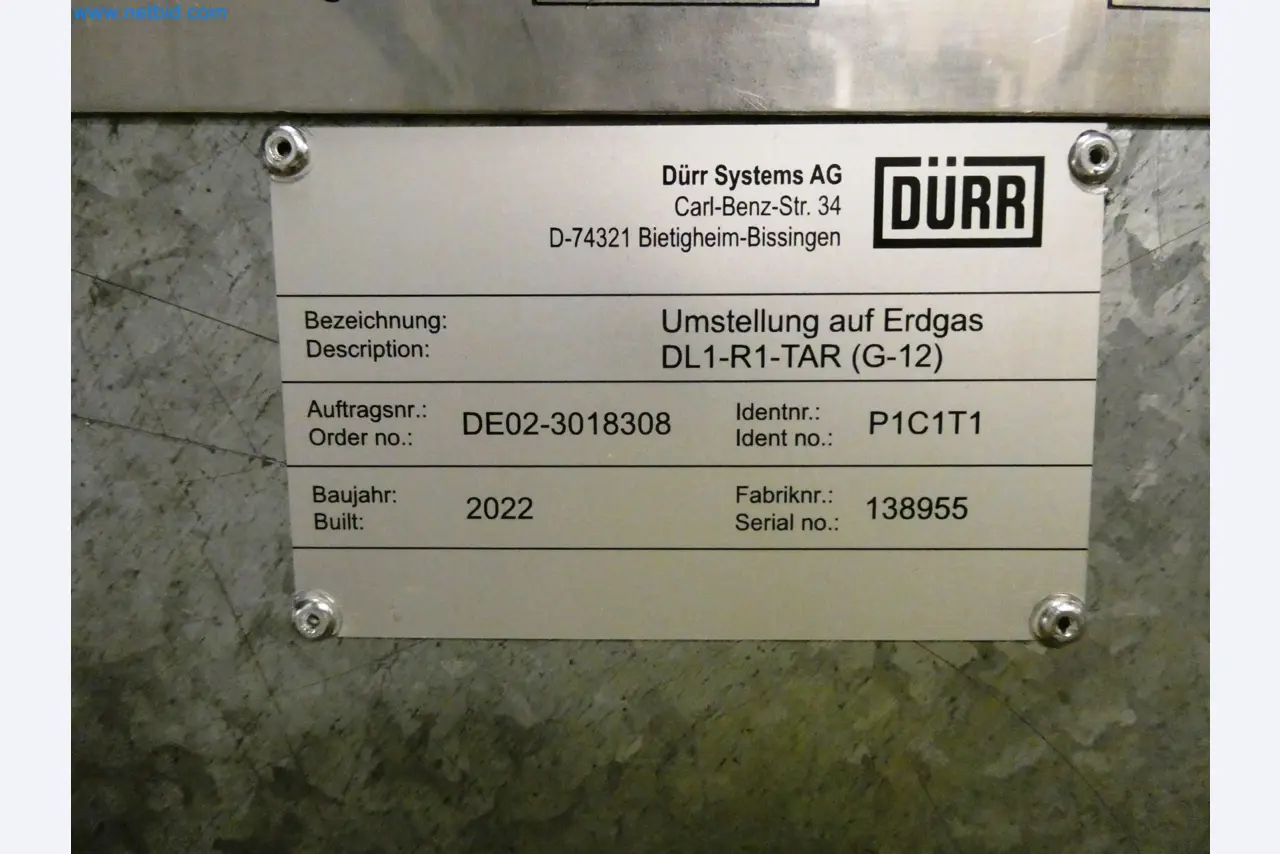 www.netbid.com
Dürr Systems AG
Carl-Benz-Str. 34
D-74321 Bietigheim-Bissingen
DÜRR
Bezeichnung: Umstellung auf Erdgas
Description: DL1-R1-TAR (G-12)
Auftragsnr.: Identnr.:
Order no.: DE02-3018308 Ident no.: P1C1T1
Baujahr: Fabriknr.:
Built: 2022 Serial no.: 138955